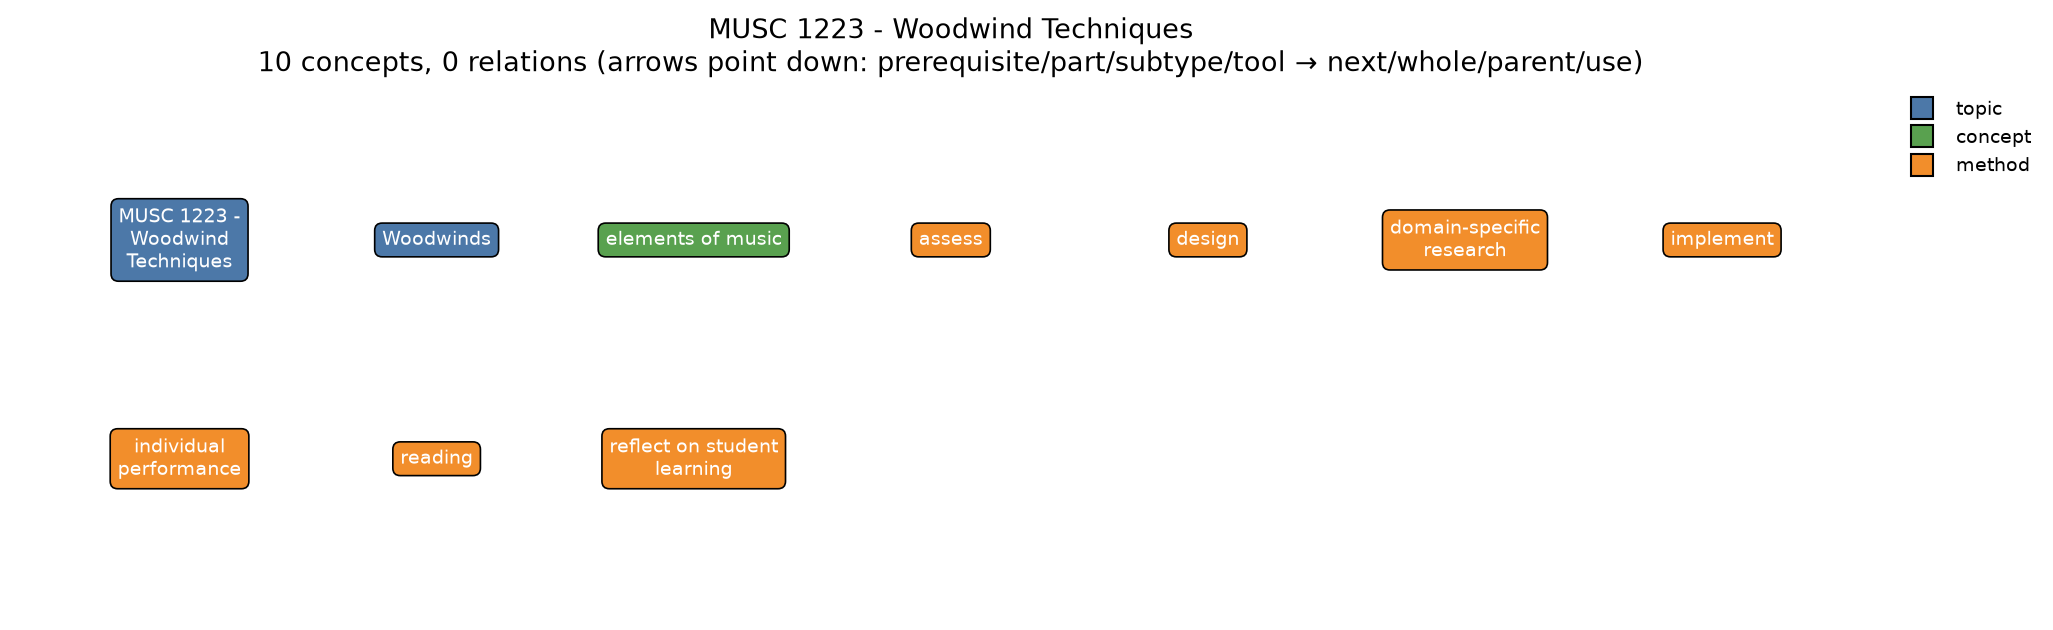 MUSC 1223 - Woodwind Techniques
10 concepts, 0 relations (arrows point down: prerequisite/part/subtype/tool → next/whole/parent/use)
topic
concept
method
MUSC 1223 -
Woodwind
Techniques
Woodwinds
elements of music
assess
design
domain-specific
research
implement
individual
performance
reading
reflect on student
learning